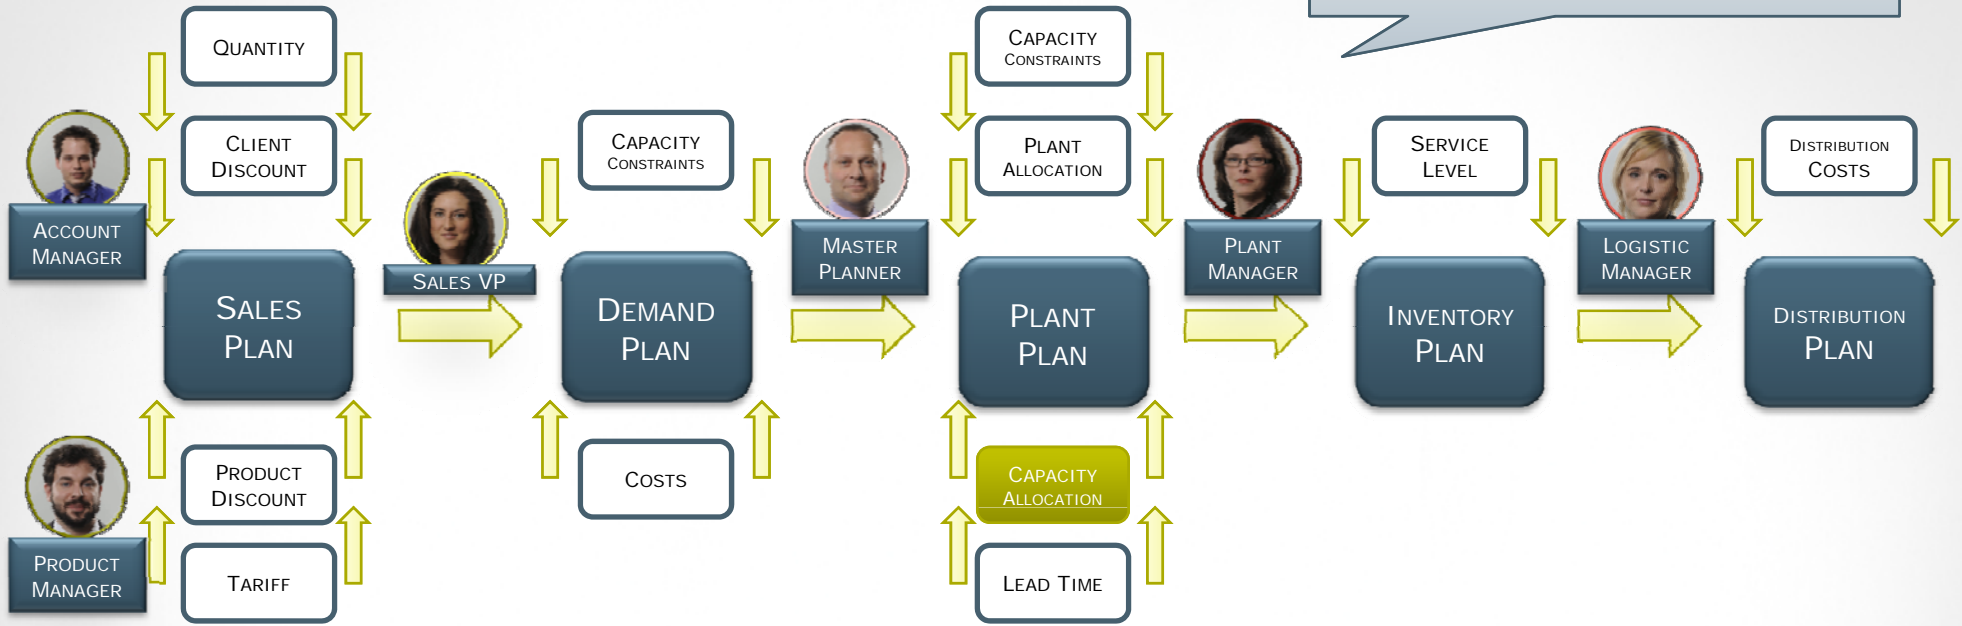 QUANTITY
CLIENT
DISCOUNT
ACCOUNT
MANAGER
SALES
PLAN
PRODUCT
DISCOUNT
TARIFF
PRODUCT
MANAGER
SALES VP
CAPACITY
CONSTRAINTS
DEMAND
PLAN
COSTS
MASTER
PLANNER
CAPACITY
CONSTRAINTS
PLANT
ALLOCATION
PLANT
PLAN
CAPACITY
ALLOCATION
LEAD TIME
PLANT
MANAGER
SERVICE
LEVEL
INVENTORY
PLAN
LOGISTIC
MANAGER
DISTRIBUTION
COSTS
DISTRIBUTION
PLAN